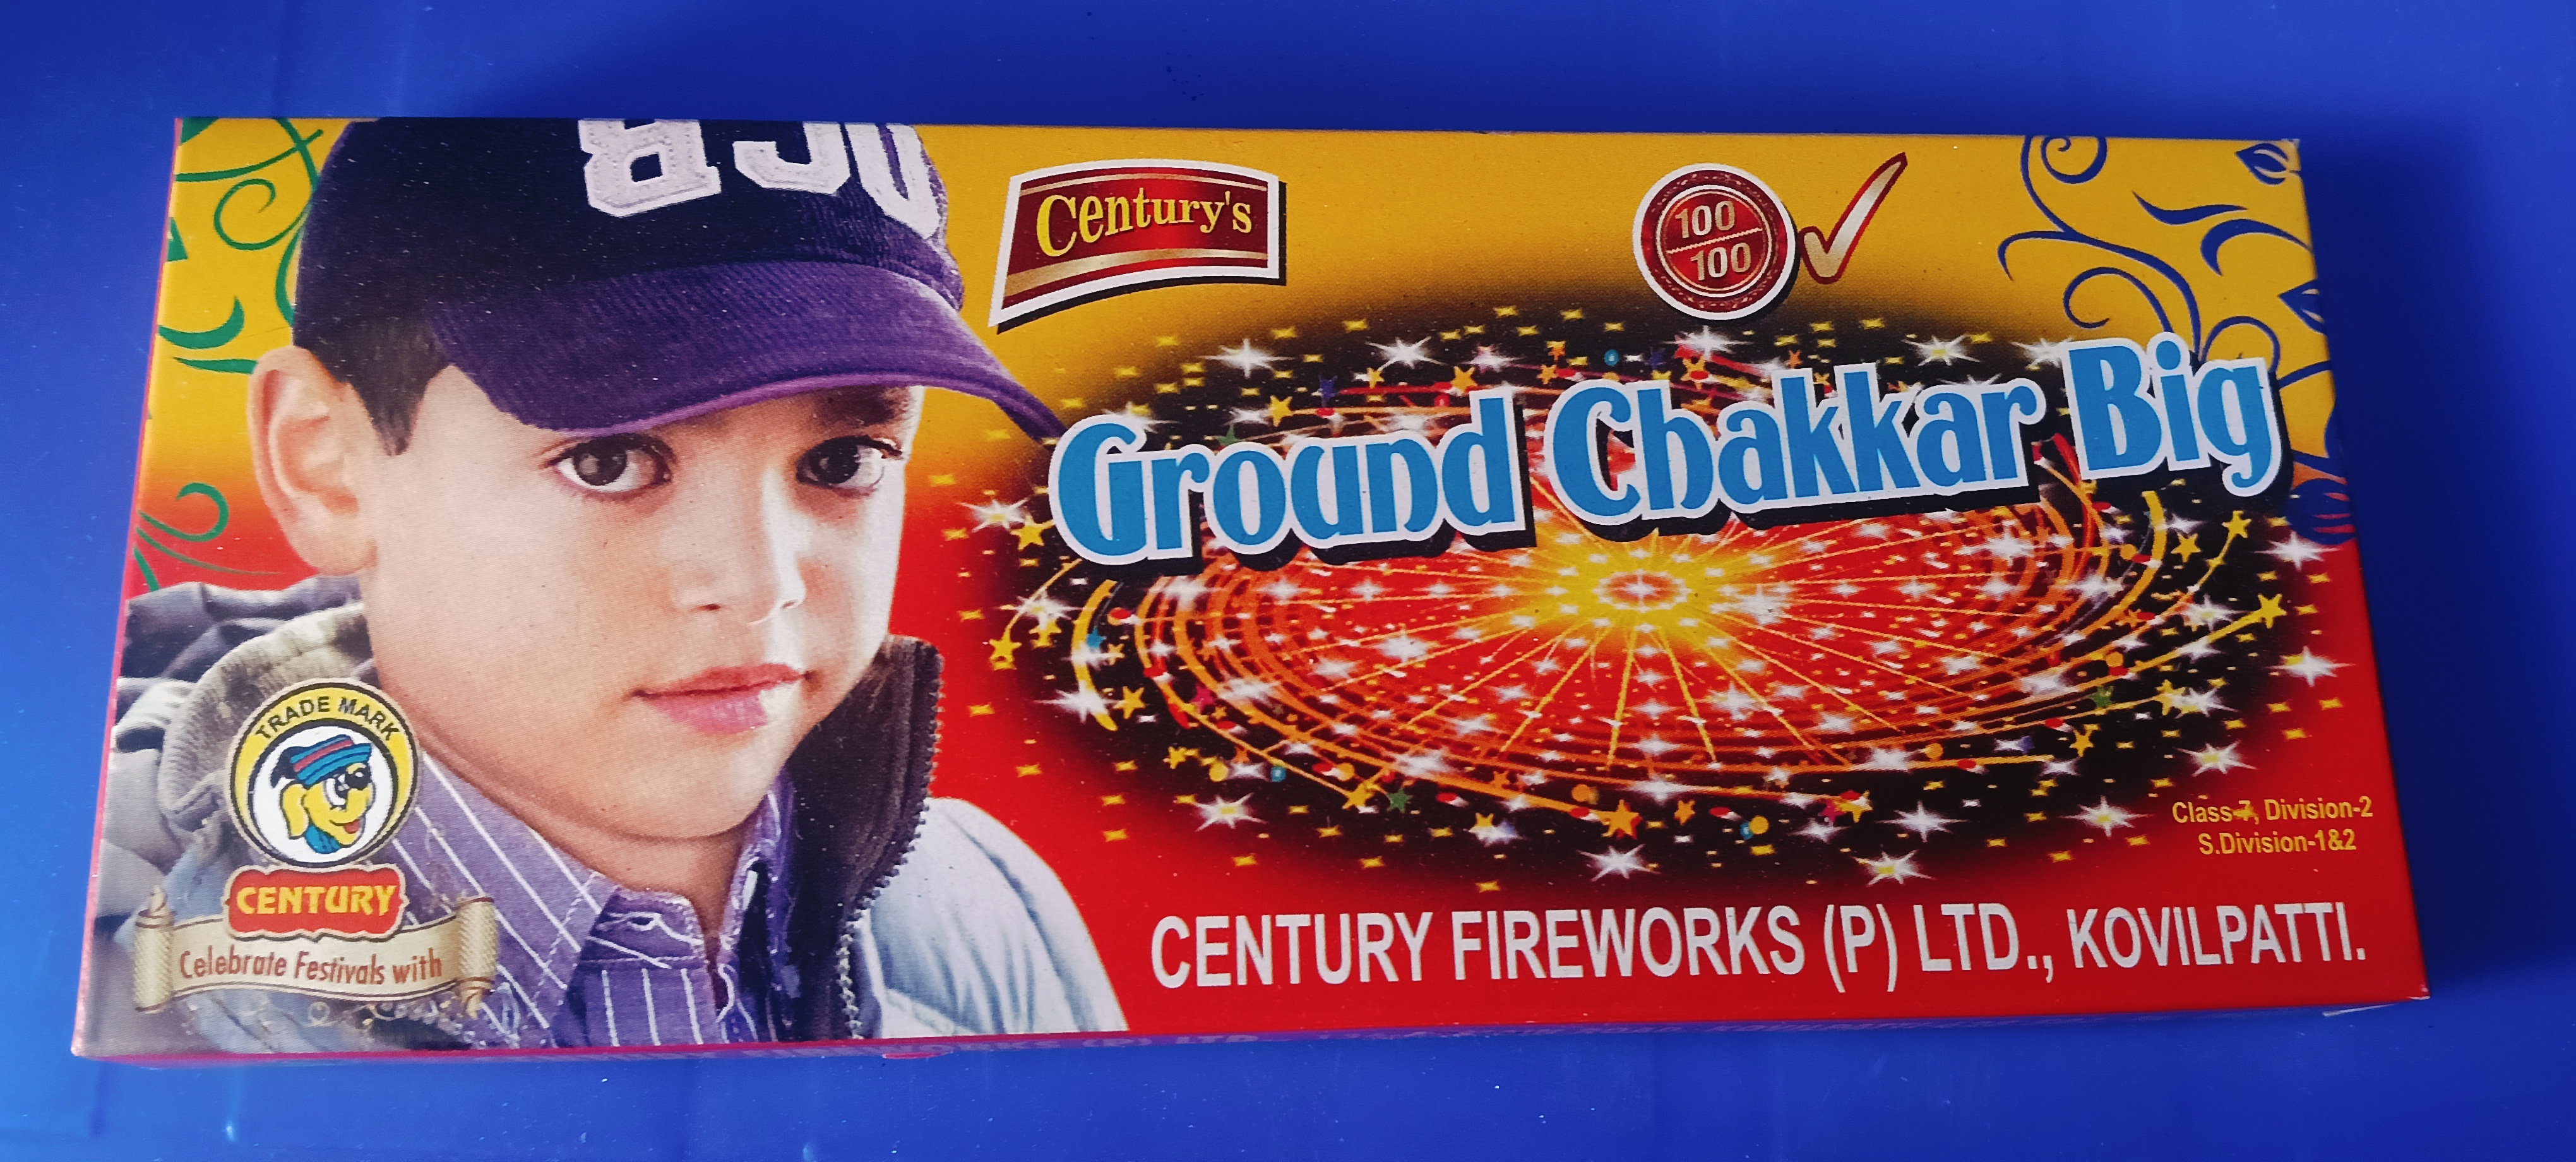 Century's
100
100
Ground Chakkar Big
TRADE MARK
CENTURY
Celebrate Festivals with
Class-7, Division-2
S.Division-1&2
CENTURY FIREWORKS (P) LTD., KOVILPATTI.